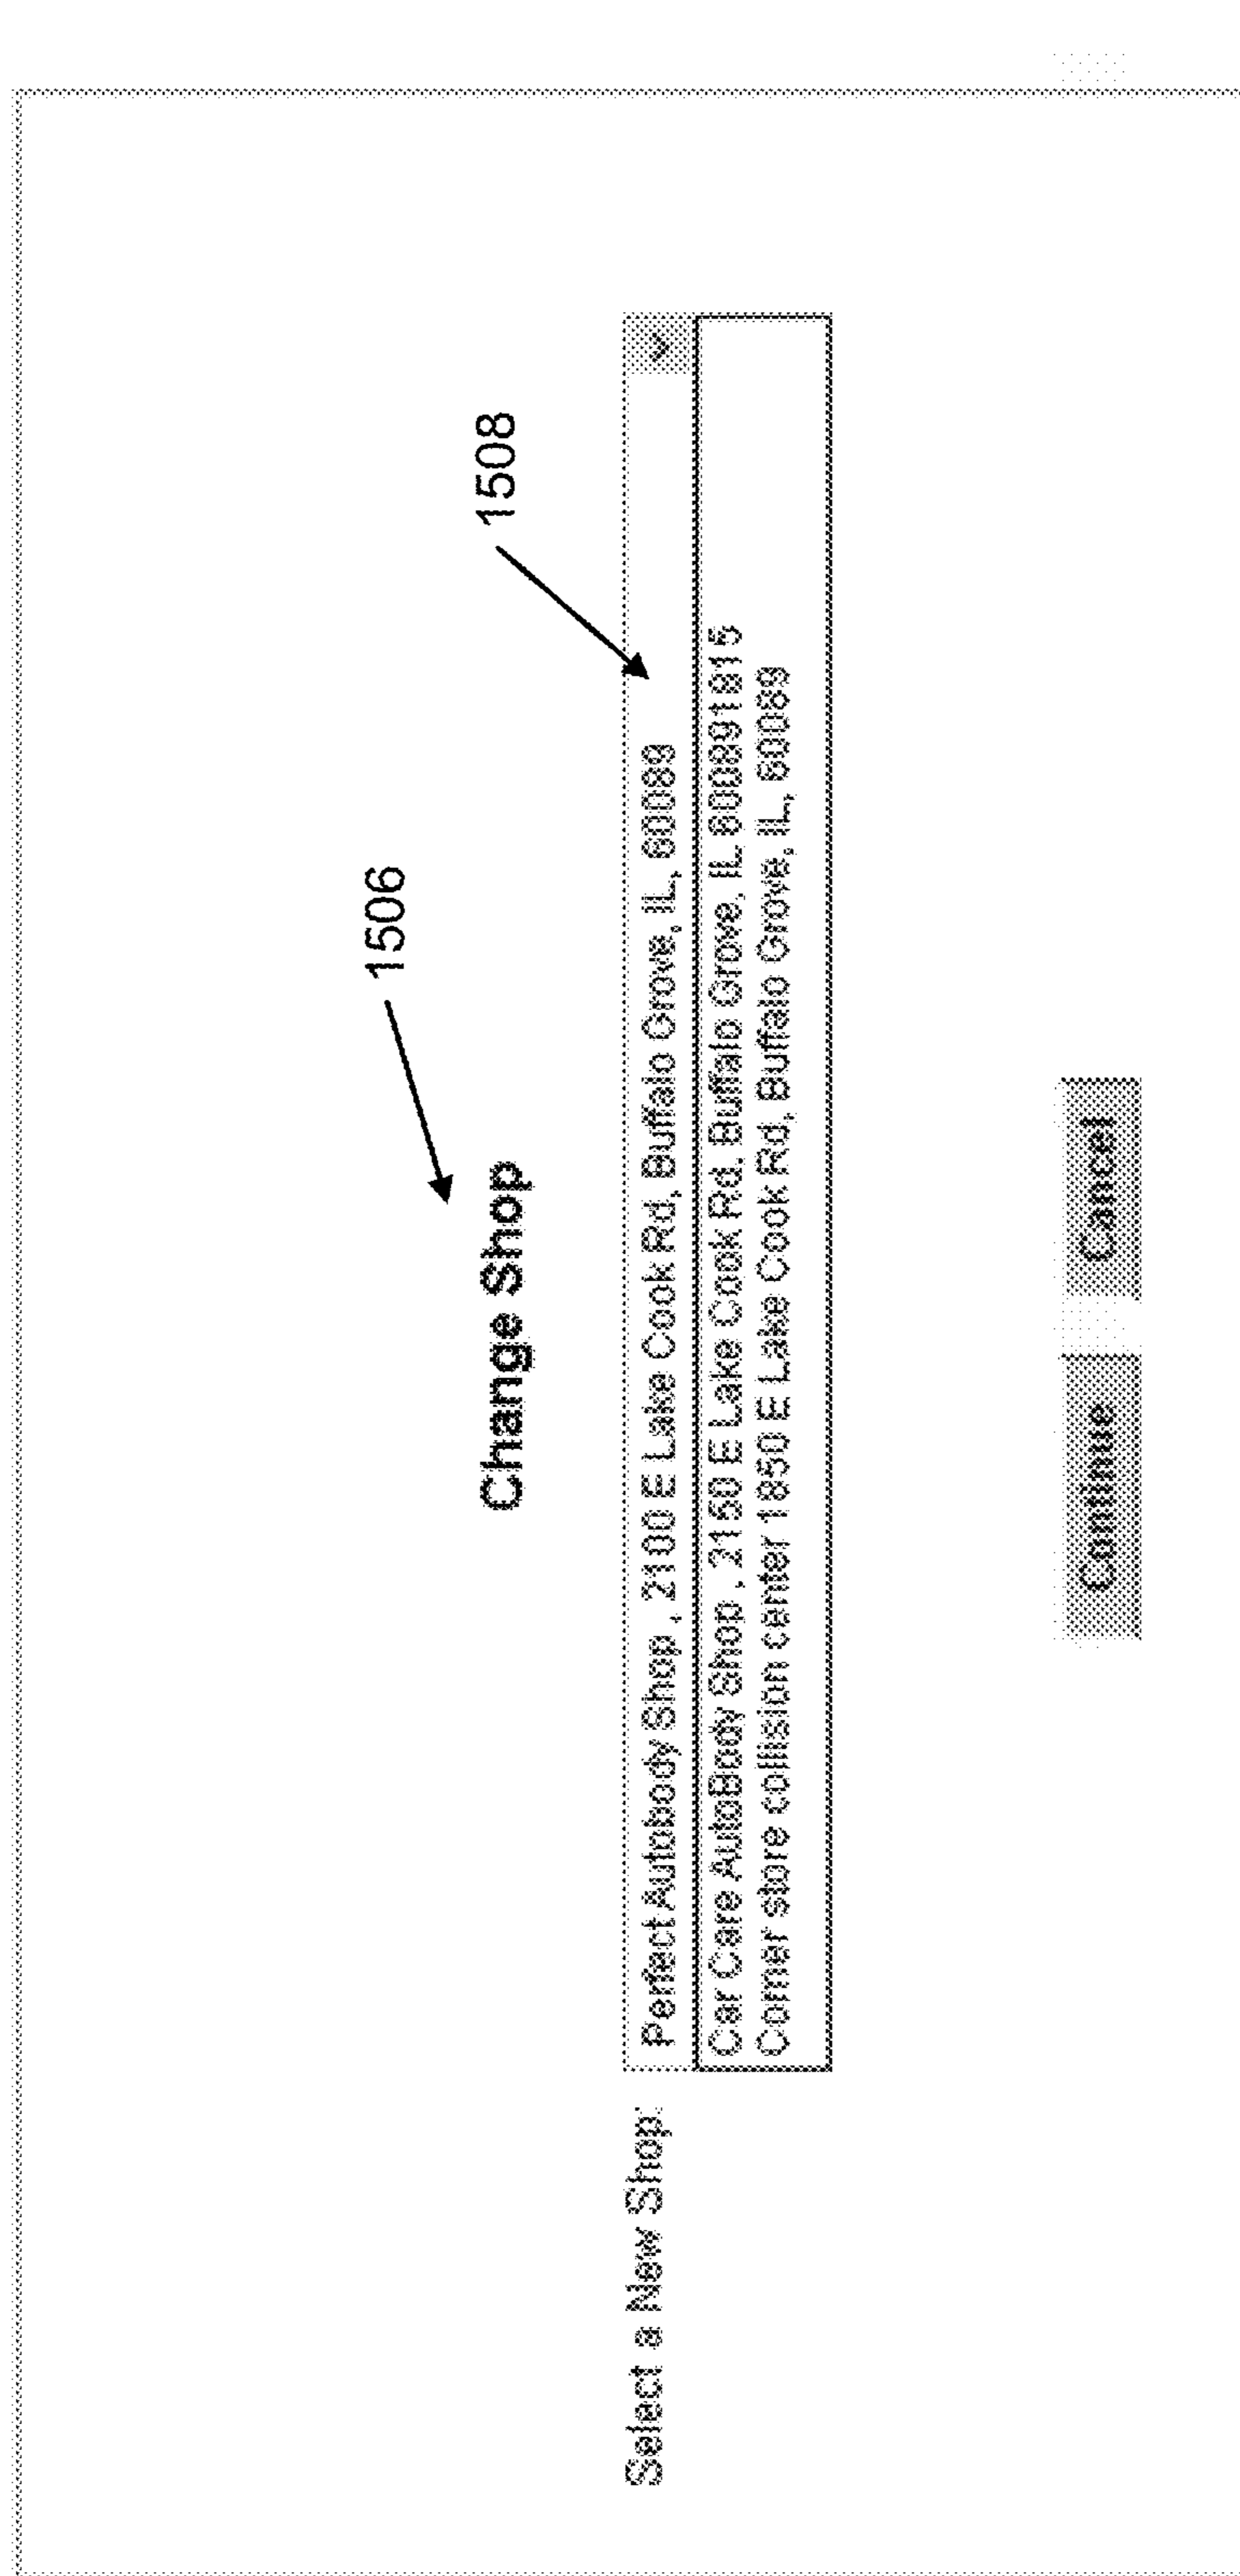 1506
Change Shop
1508
Select a New Shop:
Perfect Autobody Shop , 2100 E Lake Cook Rd, Buffalo Grove, IL, 60089
Car Care AutoBody Shop , 2150 E Lake Cook Rd, Buffalo Grove, IL 600891815
Corner store collision center 1850 E Lake Cook Rd, Buffalo Grove, IL, 60089
Continue
Cancel